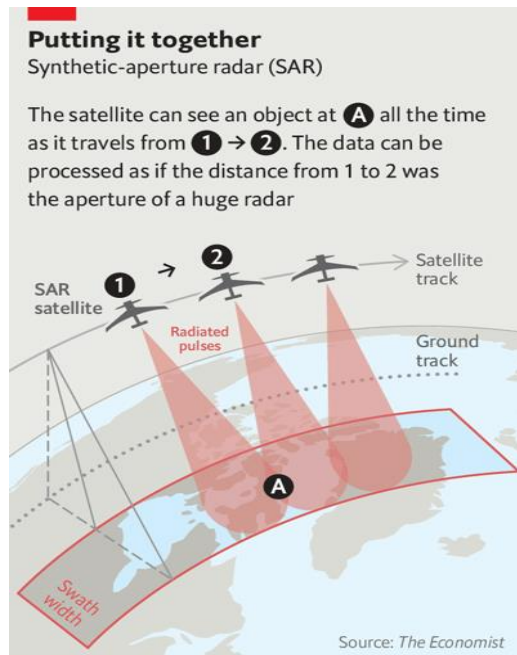 Putting it together
Synthetic-aperture radar (SAR)
The satellite can see an object at A all the time
as it travels from 1 → 2. The data can be
processed as if the distance from 1 to 2 was
the aperture of a huge radar
1 → 2
SAR
satellite
Satellite
track
Radiated
pulses
Ground
track
A
Swath
width
Source: The Economist